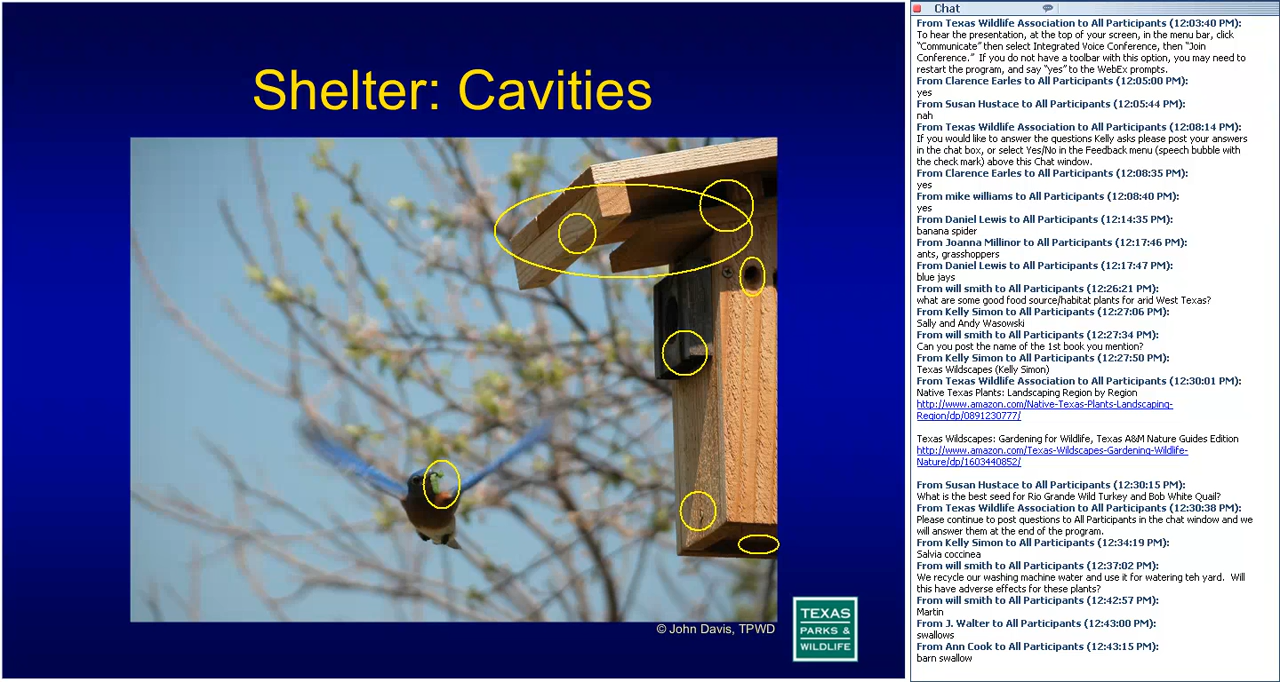 Shelter: Cavities
© John Davis, TPWD
TEXAS
PARKS &
WILDLIFE
Chat
From Texas Wildlife Association to All Participants (12:03:40 PM):
To hear the presentation, at the top of your screen, in the menu bar, click
“Communicate” then select Integrated Voice Conference, then “Join
Conference.”  If you do not have a toolbar with this option, you may need to
restart the program, and say “yes” to the WebEx prompts.
From Clarence Earles to All Participants (12:05:00 PM):
yes
From Susan Hustace to All Participants (12:05:44 PM):
nah
From Texas Wildlife Association to All Participants (12:08:14 PM):
If you would like to answer the questions Kelly asks please post your answers
in the chat box, or select Yes/No in the Feedback menu (speech bubble with
the check mark) above this Chat window.
From Clarence Earles to All Participants (12:08:35 PM):
yes
From mike williams to All Participants (12:08:40 PM):
yes
From Daniel Lewis to All Participants (12:14:35 PM):
banana spider
From Joanna Millinor to All Participants (12:17:46 PM):
ants, grasshoppers
From Daniel Lewis to All Participants (12:17:47 PM):
blue jays
From will smith to All Participants (12:26:21 PM):
what are some good food source/habitat plants for arid West Texas?
From Kelly Simon to All Participants (12:27:06 PM):
Sally and Andy Wasowski
From will smith to All Participants (12:27:34 PM):
Can you post the name of the 1st book you mention?
From Kelly Simon to All Participants (12:27:50 PM):
Texas Wildscapes (Kelly Simon)
From Texas Wildlife Association to All Participants (12:30:01 PM):
Native Texas Plants: Landscaping Region by Region
http://www.amazon.com/Native-Texas-Plants-Landscaping-
Region/dp/0891230777/
Texas Wildscapes: Gardening for Wildlife, Texas A&M Nature Guides Edition
http://www.amazon.com/Texas-Wildscapes-Gardening-Wildlife-
Nature/dp/1603440852/
From Susan Hustace to All Participants (12:30:15 PM):
What is the best seed for Rio Grande Wild Turkey and Bob White Quail?
From Texas Wildlife Association to All Participants (12:30:38 PM):
Please continue to post questions to All Participants in the chat window and we
will answer them at the end of the program.
From Kelly Simon to All Participants (12:34:19 PM):
Salvia coccinea
From will smith to All Participants (12:37:02 PM):
We recycle our washing machine water and use it for watering teh yard.  Will
this have adverse effects for these plants?
From will smith to All Participants (12:42:57 PM):
Martin
From J. Walter to All Participants (12:43:00 PM):
swallows
From Ann Cook to All Participants (12:43:15 PM):
barn swallow